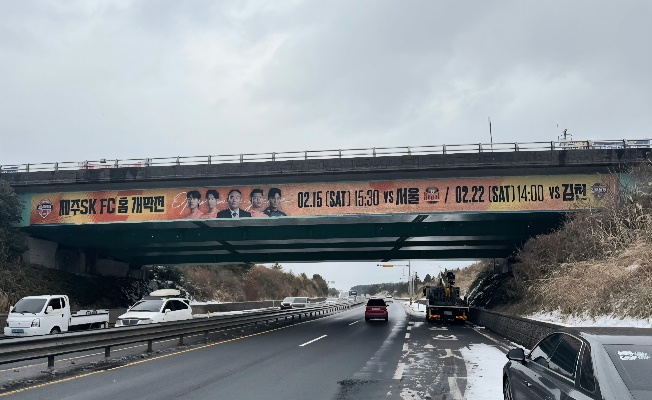 제주SK FC 홈 개막전 02.15 (SAT) 15:30 VS 서울 / 02.22 (SAT) 14:00 VS 김천